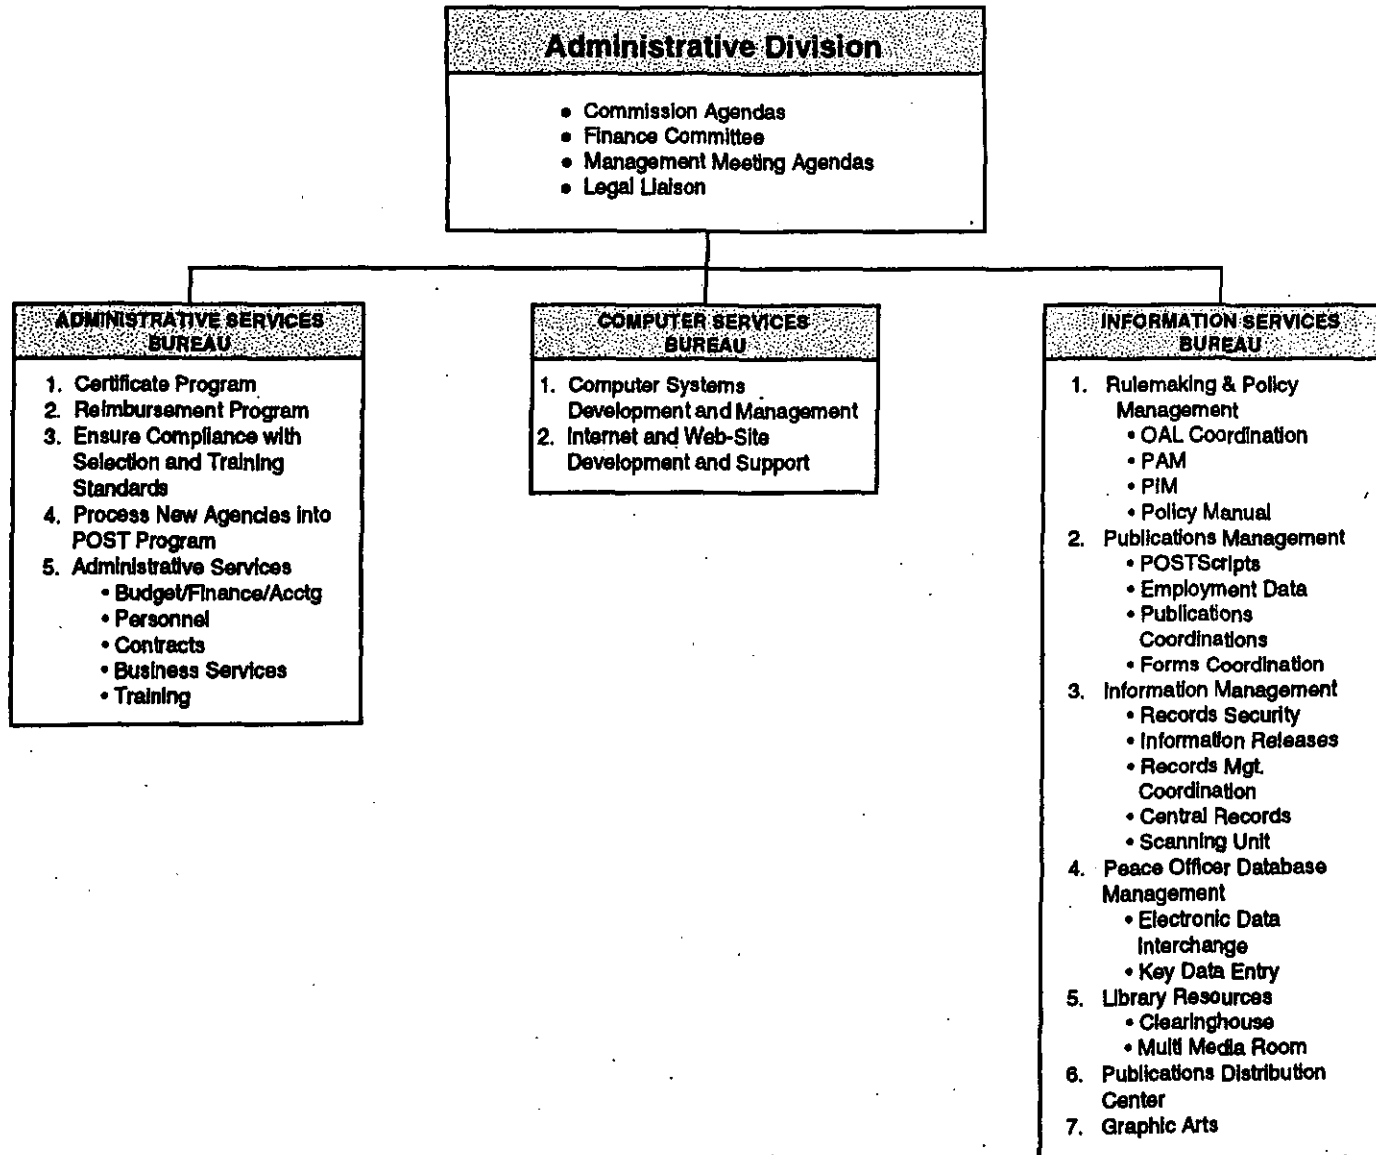 Administrative Division
• Commission Agendas
• Finance Committee
• Management Meeting Agendas
• Legal Liaison
ADMINISTRATIVE SERVICES
BUREAU
1. Certificate Program
2. Reimbursement Program
3. Ensure Compliance with
Selection and Training
Standards
4. Process New Agencies into
POST Program
5. Administrative Services
• Budget/Finance/Acctg
• Personnel
• Contracts
• Business Services
• Training
COMPUTER SERVICES
BUREAU
1. Computer Systems
Development and Management
2. Internet and Web-Site
Development and Support
INFORMATION SERVICES
BUREAU
1. Rulemaking & Policy
Management
• OAL Coordination
• PAM
• PIM
• Policy Manual
2. Publications Management
• POSTScripts
• Employment Data
• Publications
Coordinations
• Forms Coordination
3. Information Management
• Records Security
• Information Releases
• Records Mgt.
Coordination
• Central Records
• Scanning Unit
4. Peace Officer Database
Management
• Electronic Data
Interchange
• Key Data Entry
5. Library Resources
• Clearinghouse
• Multi Media Room
6. Publications Distribution
Center
7. Graphic Arts